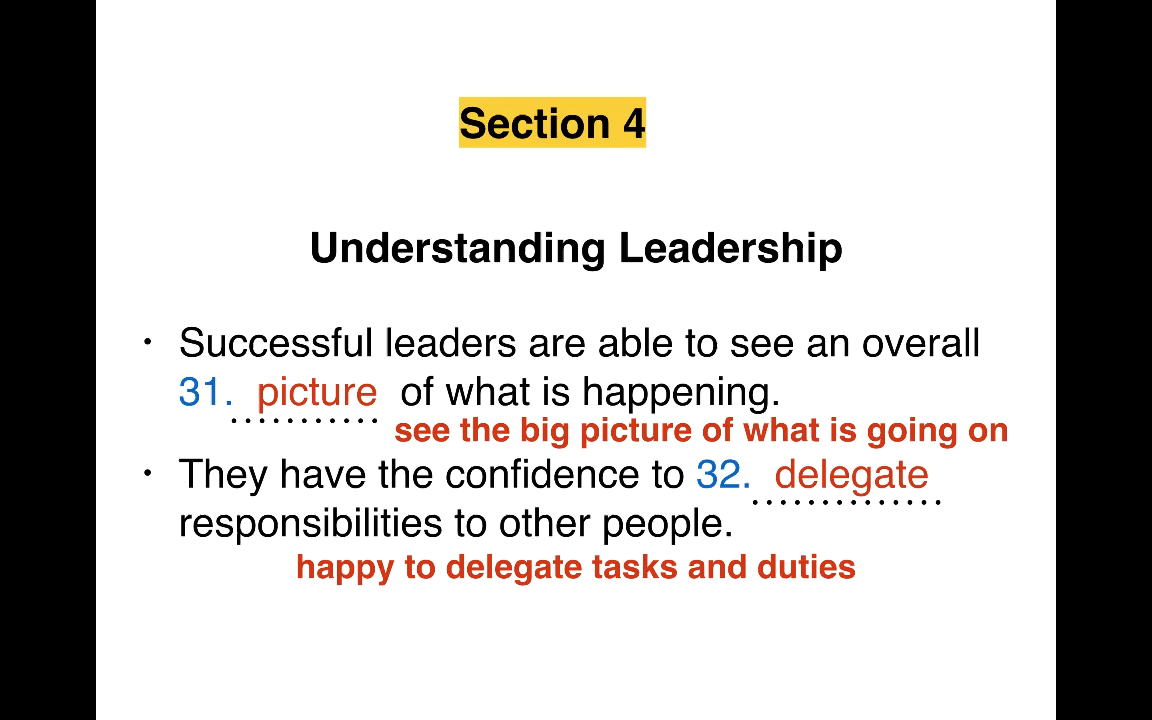 Section 4
Understanding Leadership
• Successful leaders are able to see an overall
31. picture of what is happening.
see the big picture of what is going on
• They have the confidence to 32. delegate
responsibilities to other people.
happy to delegate tasks and duties